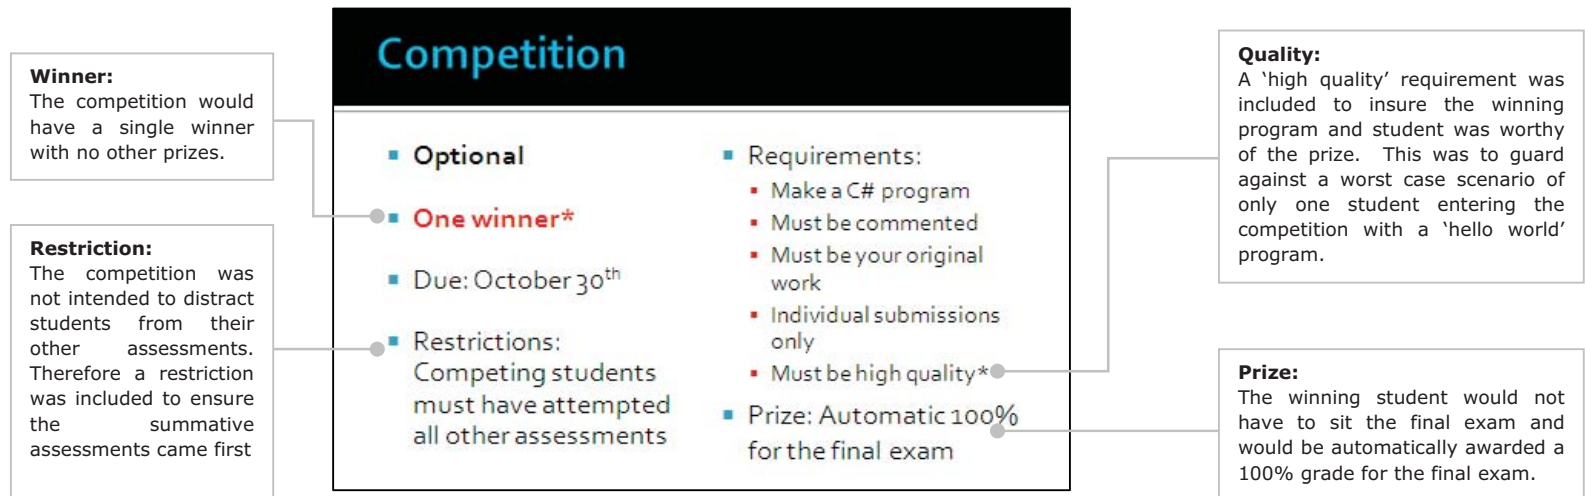 Winner:
The competition would
have a single winner
with no other prizes.
Restriction:
The competition was
not intended to distract
students from their
other assessments.
Therefore a restriction
was included to ensure
the summative
assessments came first
Competition
Optional
One winner*
Due: October 30th
Restrictions:
Competing students
must have attempted
all other assessments
Requirements:
Make a C# program
Must be commented
Must be your original
work
Individual submissions
only
Must be high quality*
Prize: Automatic 100%
for the final exam
Quality:
A ‘high quality’ requirement was
included to insure the winning
program and student was worthy
of the prize. This was to guard
against a worst case scenario of
only one student entering the
competition with a ‘hello world’
program.
Prize:
The winning student would not
have to sit the final exam and
would be automatically awarded a
100% grade for the final exam.